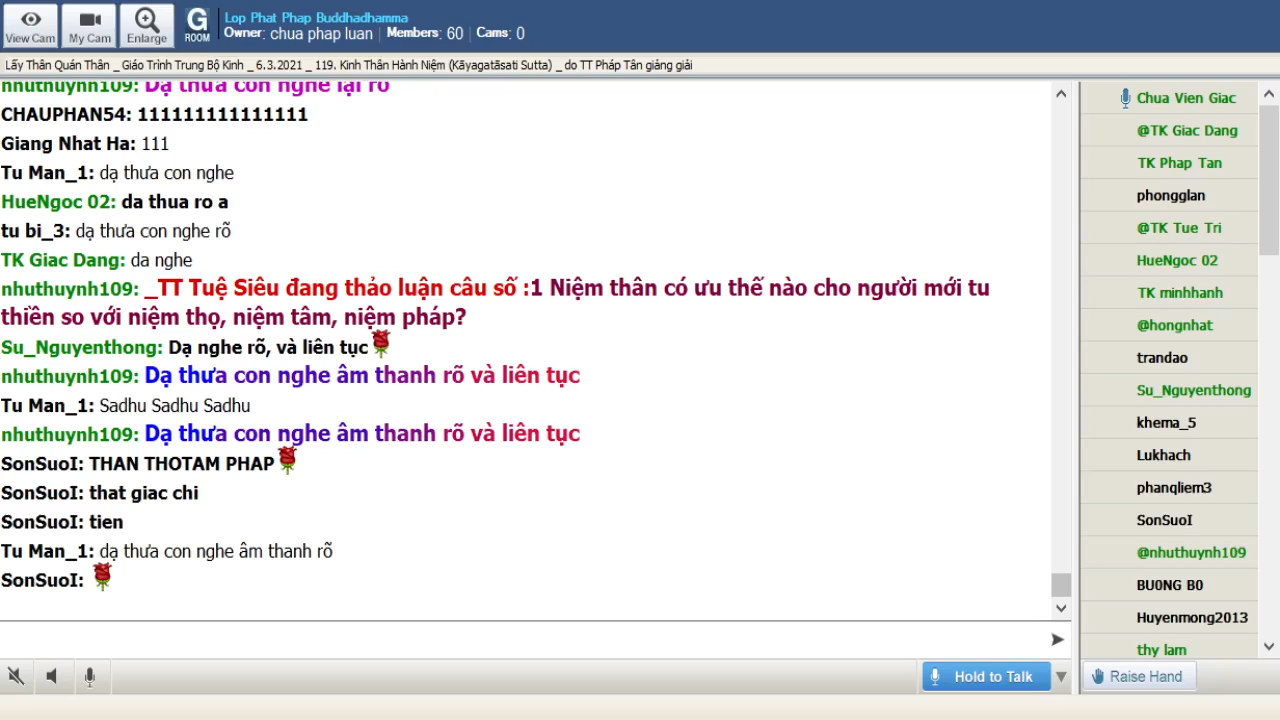 View Cam
My Cam
Enlarge
G
ROOM
Lop Phat Phap Buddhadhamma
Owner: chua phap luan
Members: 60
Cams: 0
Lấy Thân Quán Thân _ Giáo Trình Trung Bộ Kinh _ 6.3.2021 _ 119. Kinh Thân Hành Niệm (Kāyagatāsati Sutta) _ do TT Pháp Tân giảng giải
nhuthuynh109: Dạ thưa con nghe lại rõ
CHAUPHAN54: 111111111111111
Giang Nhat Ha: 111
Tu Man_1: dạ thưa con nghe
HueNgoc 02: da thua ro a
tu bi_3: dạ thưa con nghe rõ
TK Giac Dang: da nghe
nhuthuynh109: _TT Tuệ Siêu đang thảo luận câu số :1 Niệm thân có ưu thế nào cho người mới tu
thiền so với niệm thọ, niệm tâm, niệm pháp?
Su_Nguyenthong: Dạ nghe rõ, và liên tục
nhuthuynh109: Dạ thưa con nghe âm thanh rõ và liên tục
Tu Man_1: Sadhu Sadhu Sadhu
nhuthuynh109: Dạ thưa con nghe âm thanh rõ và liên tục
SonSuoI: THAN THOTAM PHAP
SonSuoI: that giac chi
SonSuoI: tien
Tu Man_1: dạ thưa con nghe âm thanh rõ
SonSuoI:
Chua Vien Giac
@TK Giac Dang
TK Phap Tan
phongglan
@TK Tue Tri
HueNgoc 02
TK minhhanh
@hongnhat
trandao
Su_Nguyenthong
khema_5
Lukhach
phanqliem3
SonSuoI
@nhuthuynh109
BU0NG B0
Huyenmong2013
thy lam
Hold to Talk
Raise Hand